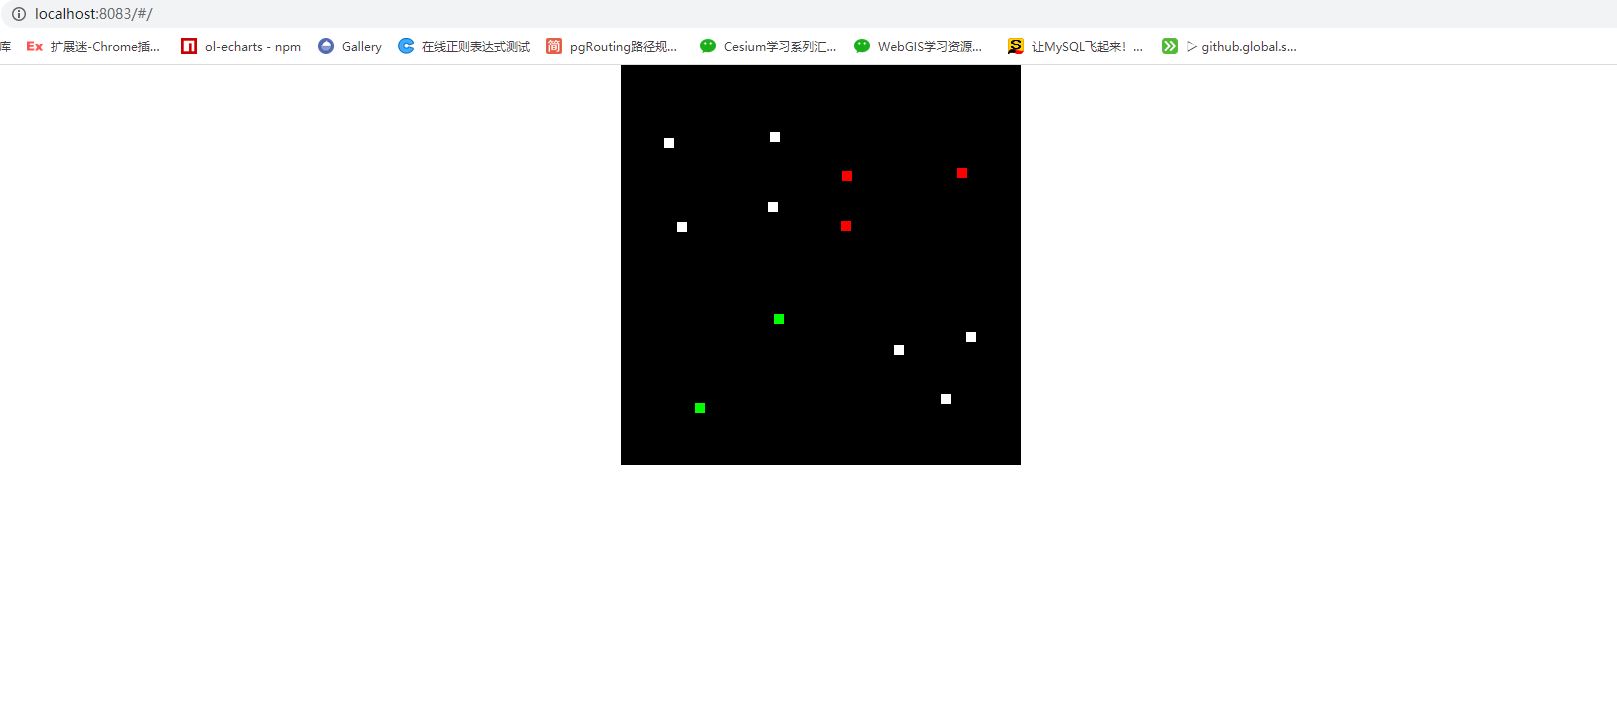 localhost:8083/#/
库 Ex 扩展迷-Chrome插... ol-echarts - npm Gallery 在线正则表达式测试 简 pgRouting路径规... Cesium学习系列汇... WebGIS学习资源... S 让MySQL飞起来！... ▷ github.global.s...